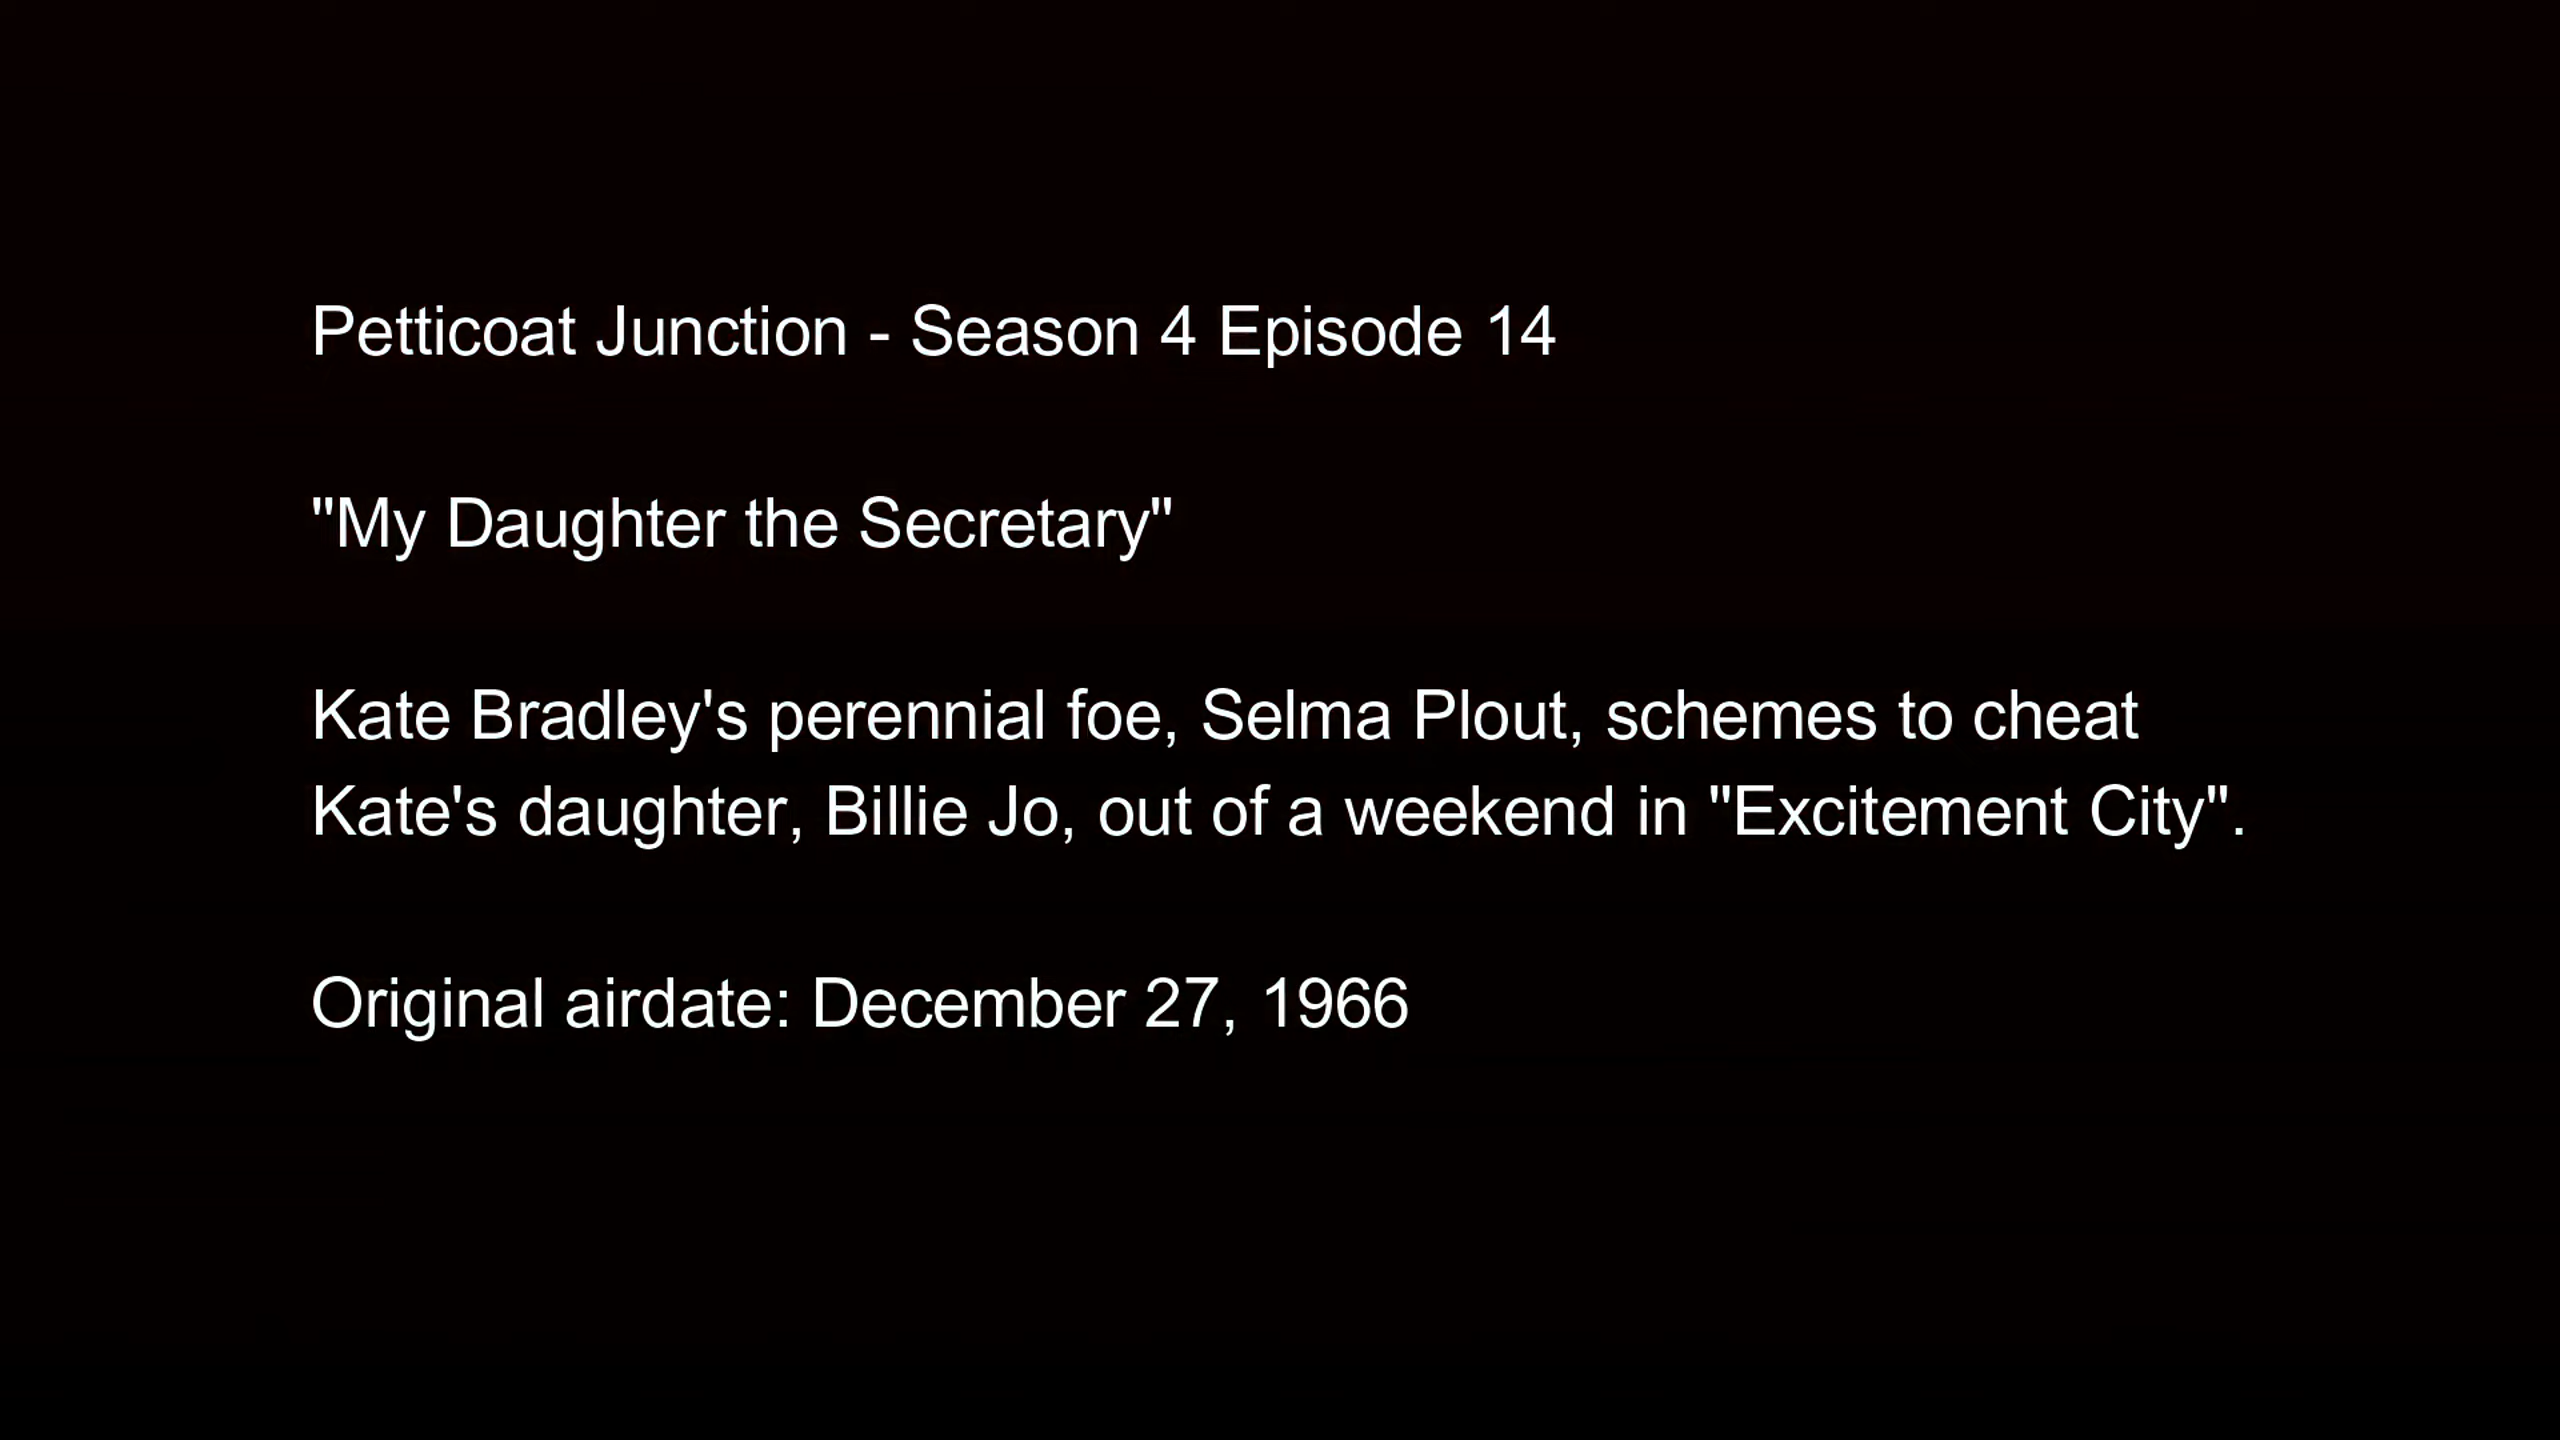 Petticoat Junction - Season 4 Episode 14
"My Daughter the Secretary"
Kate Bradley's perennial foe, Selma Plout, schemes to cheat
Kate's daughter, Billie Jo, out of a weekend in "Excitement City".
Original airdate: December 27, 1966